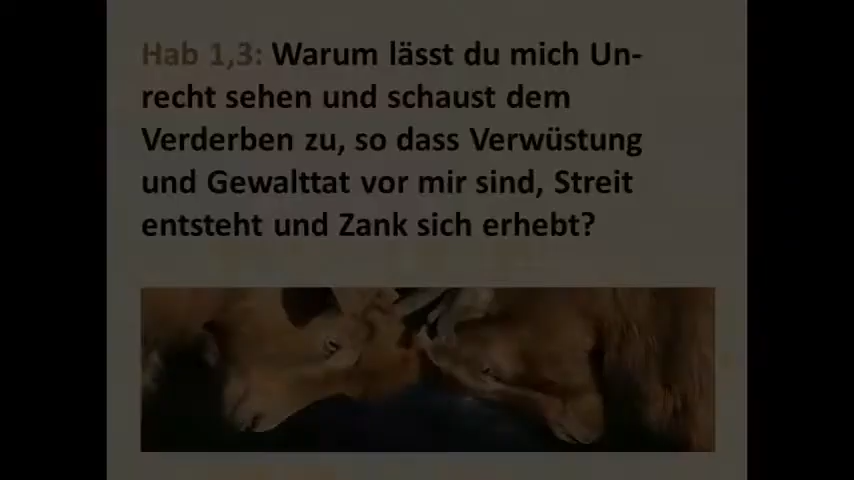 Hab 1,3: Warum lässt du mich Un-
recht sehen und schaust dem
Verderben zu, so dass Verwüstung
und Gewalttat vor mir sind, Streit
entsteht und Zank sich erhebt?